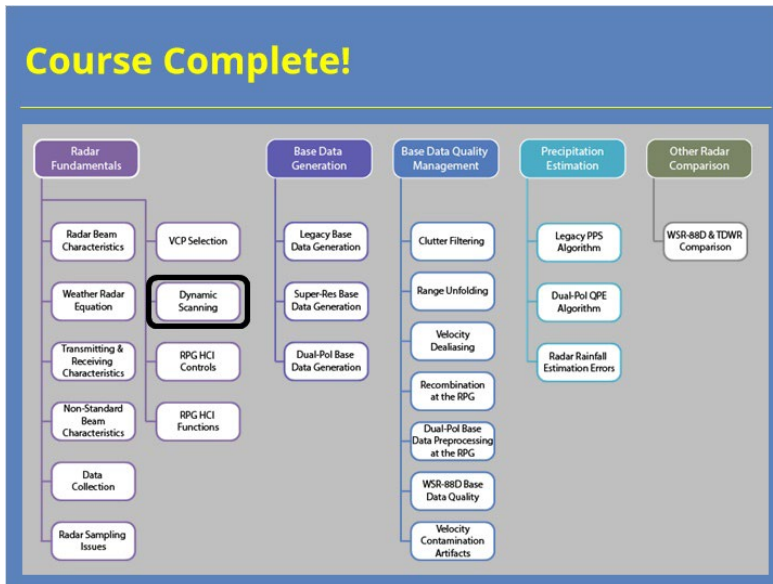 Course Complete!
Radar
Fundamentals
Radar Beam
Characteristics
Weather Radar
Equation
Transmitting &
Receiving
Characteristics
Non-Standard
Beam
Characteristics
Data
Collection
Radar Sampling
Issues
VCP Selection
Dynamic
Scanning
RPG HCI
Controls
RPG HCI
Functions
Base Data
Generation
Legacy Base
Data Generation
Super-Res Base
Data Generation
Dual-Pol Base
Data Generation
Base Data Quality
Management
Clutter Filtering
Range Unfolding
Velocity
Dealiasing
Recombination
at the RPG
Dual-Pol Base
Data Preprocessing
at the RPG
WSR-88D Base
Data Quality
Velocity
Contamination
Artifacts
Precipitation
Estimation
Legacy PPS
Algorithm
Dual-Pol QPE
Algorithm
Radar Rainfall
Estimation Errors
Other Radar
Comparison
WSR-88D & TDWR
Comparison